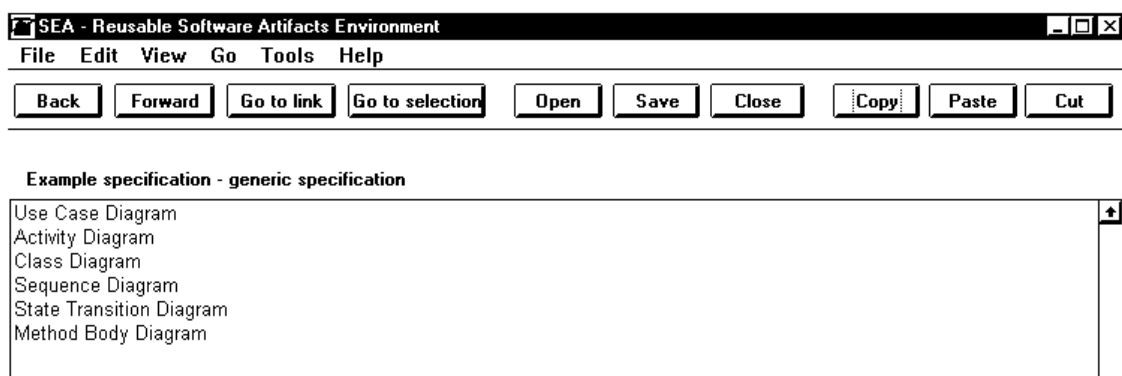 SEA - Reusable Software Artifacts Environment
File Edit View Go Tools Help
Back Forward Go to link Go to selection Open Save Close Copy Paste Cut
Example specification - generic specification
Use Case Diagram
Activity Diagram
Class Diagram
Sequence Diagram
State Transition Diagram
Method Body Diagram